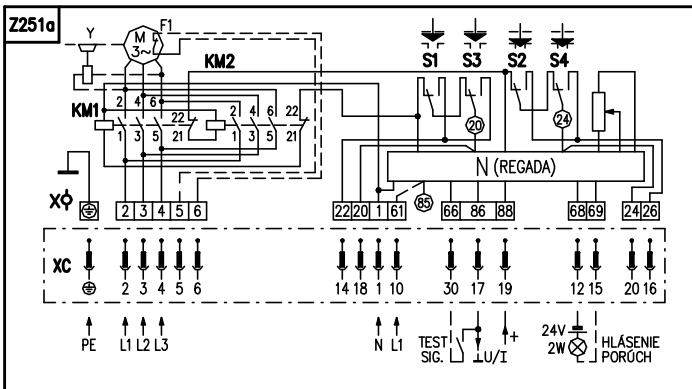 Z251a
Y M 3~ F1
KM2
S1 S3 S2 S4
KM1
2 4 6 22 2 4 6 22
1 3 5 21 1 3 5 21
20 24
N (REGADA)
X
85
2 3 4 5 6 22 20 1 61 66 86 88 68 69 24 26
XC
2 3 4 5 6 14 18 1 10 30 17 19 12 15 20 16
PE L1 L2 L3 N L1
TEST SIG.
U/I
+
24V
2W
HLÁSENIE
PORÚCH